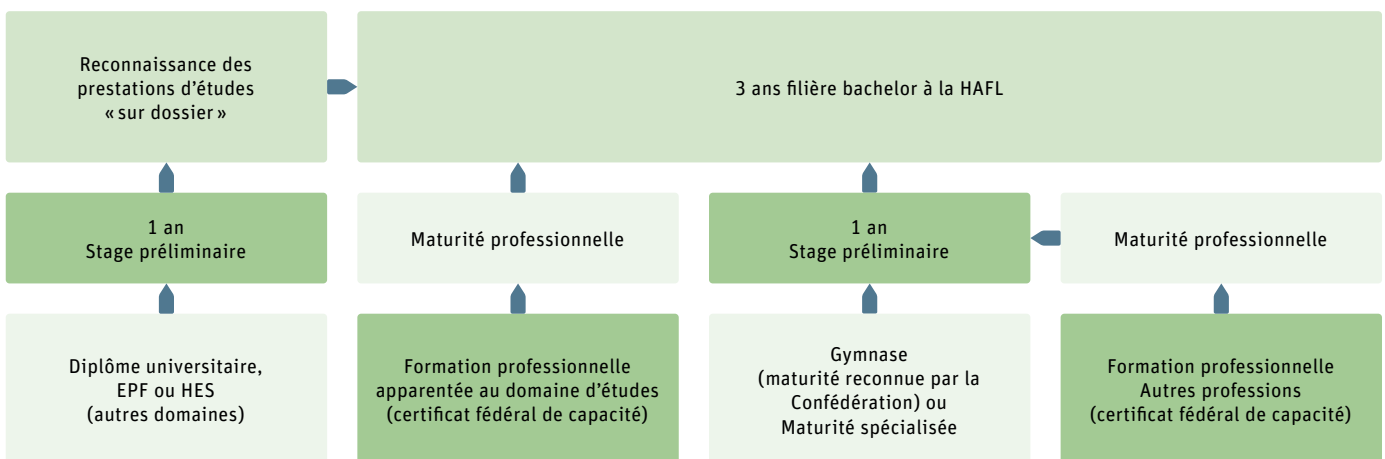 Reconnaissance des
prestations d’études
« sur dossier »
3 ans filière bachelor à la HAFL
1 an
Stage préliminaire
Maturité professionnelle
1 an
Stage préliminaire
Maturité professionnelle
Diplôme universitaire,
EPF ou HES
(autres domaines)
Formation professionnelle
apparentée au domaine d’études
(certificat fédéral de capacité)
Gymnase
(maturité reconnue par la
Confédération) ou
Maturité spécialisée
Formation professionnelle
Autres professions
(certificat fédéral de capacité)